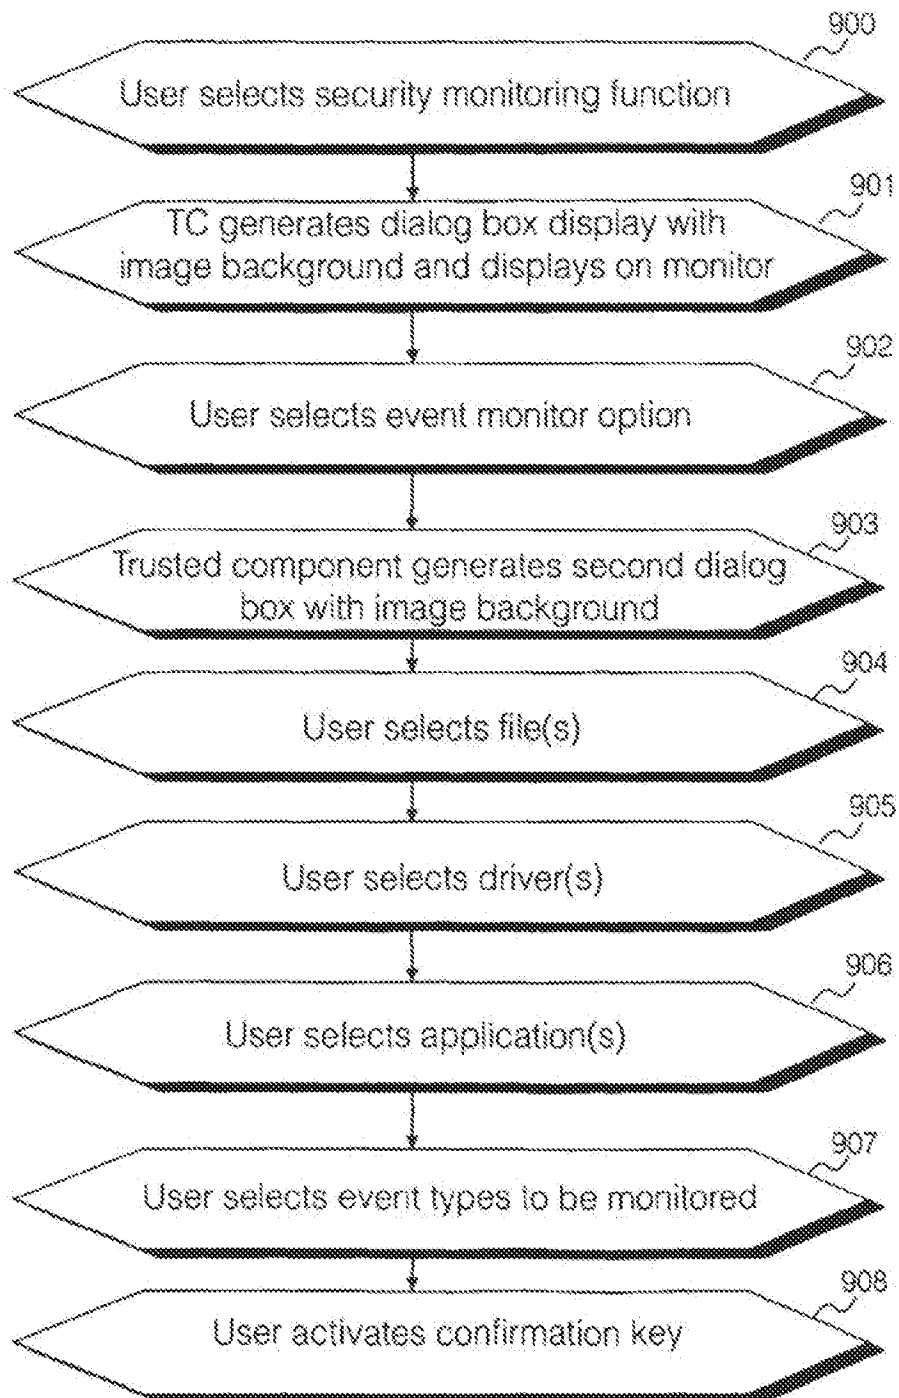 900
User selects security monitoring function
901
TC generates dialog box display with
image background and displays on monitor
902
User selects event monitor option
903
Trusted component generates second dialog
box with image background
904
User selects file(s)
905
User selects driver(s)
906
User selects application(s)
907
User selects event types to be monitored
908
User activates confirmation key